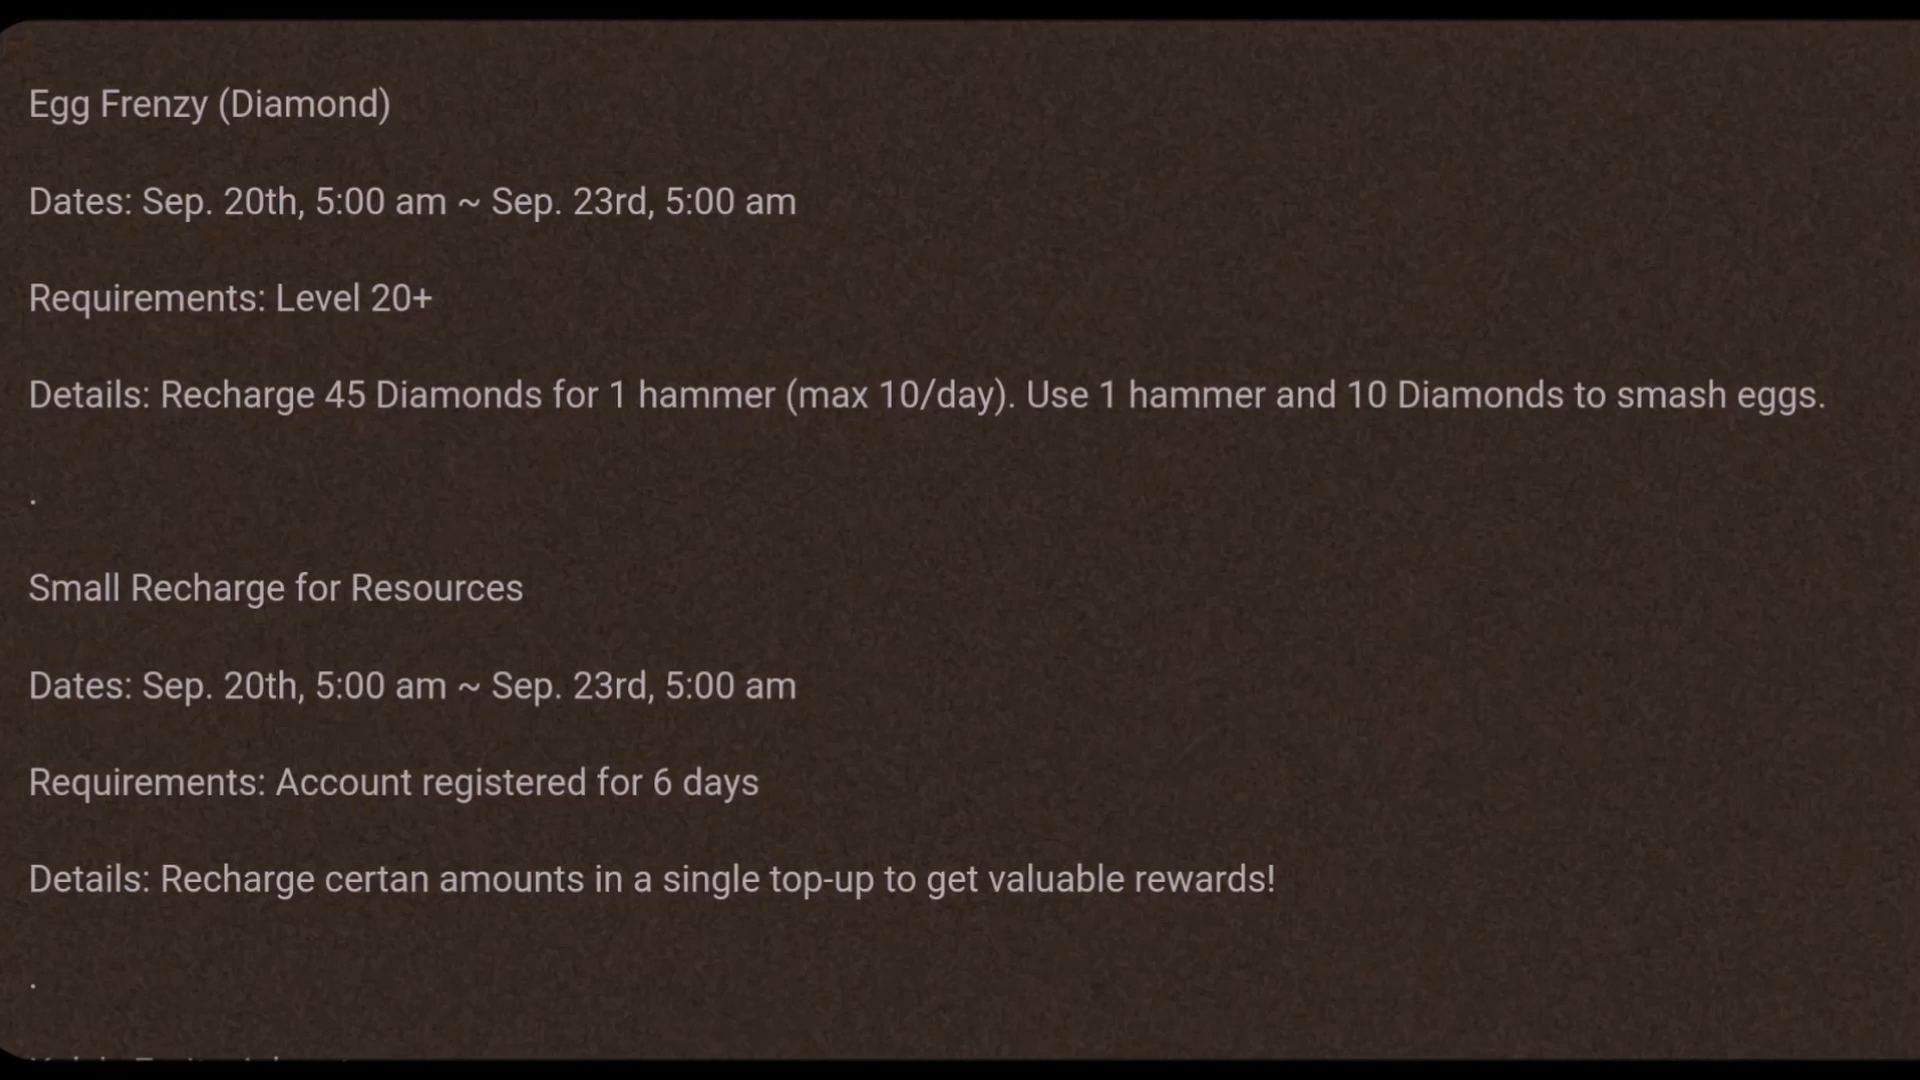 Egg Frenzy (Diamond)
Dates: Sep. 20th, 5:00 am ~ Sep. 23rd, 5:00 am
Requirements: Level 20+
Details: Recharge 45 Diamonds for 1 hammer (max 10/day). Use 1 hammer and 10 Diamonds to smash eggs.
.
Small Recharge for Resources
Dates: Sep. 20th, 5:00 am ~ Sep. 23rd, 5:00 am
Requirements: Account registered for 6 days
Details: Recharge certan amounts in a single top-up to get valuable rewards!
.